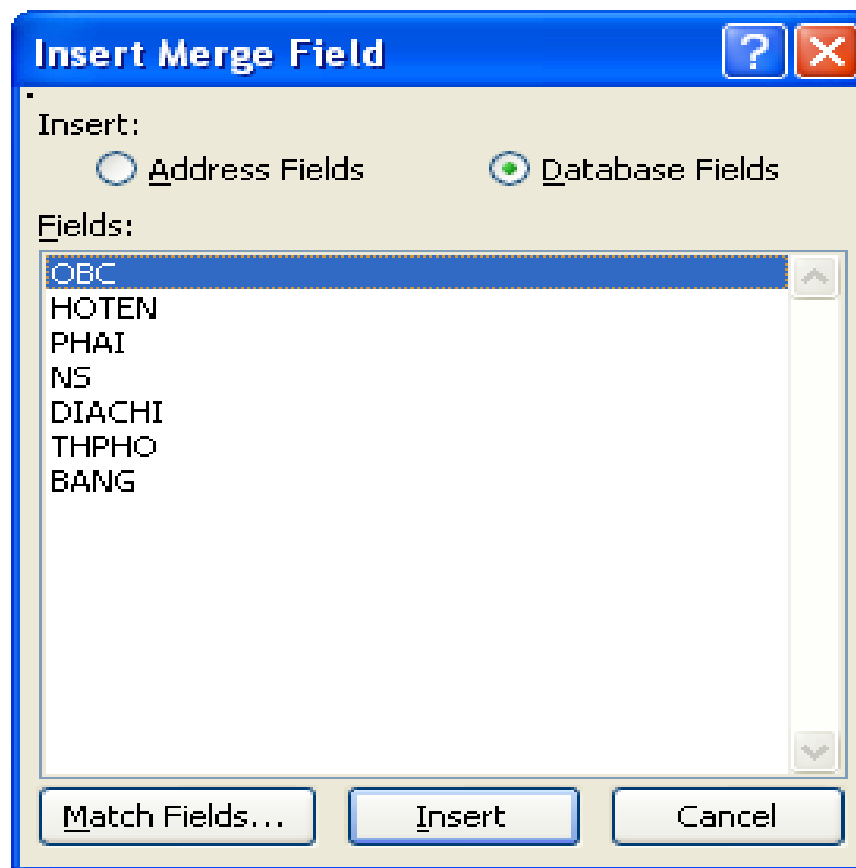 Insert Merge Field
Insert:
Address Fields Database Fields
Fields:
OBC
HOTEN
PHAI
NS
DIACHI
THPHO
BANG
Match Fields... Insert Cancel